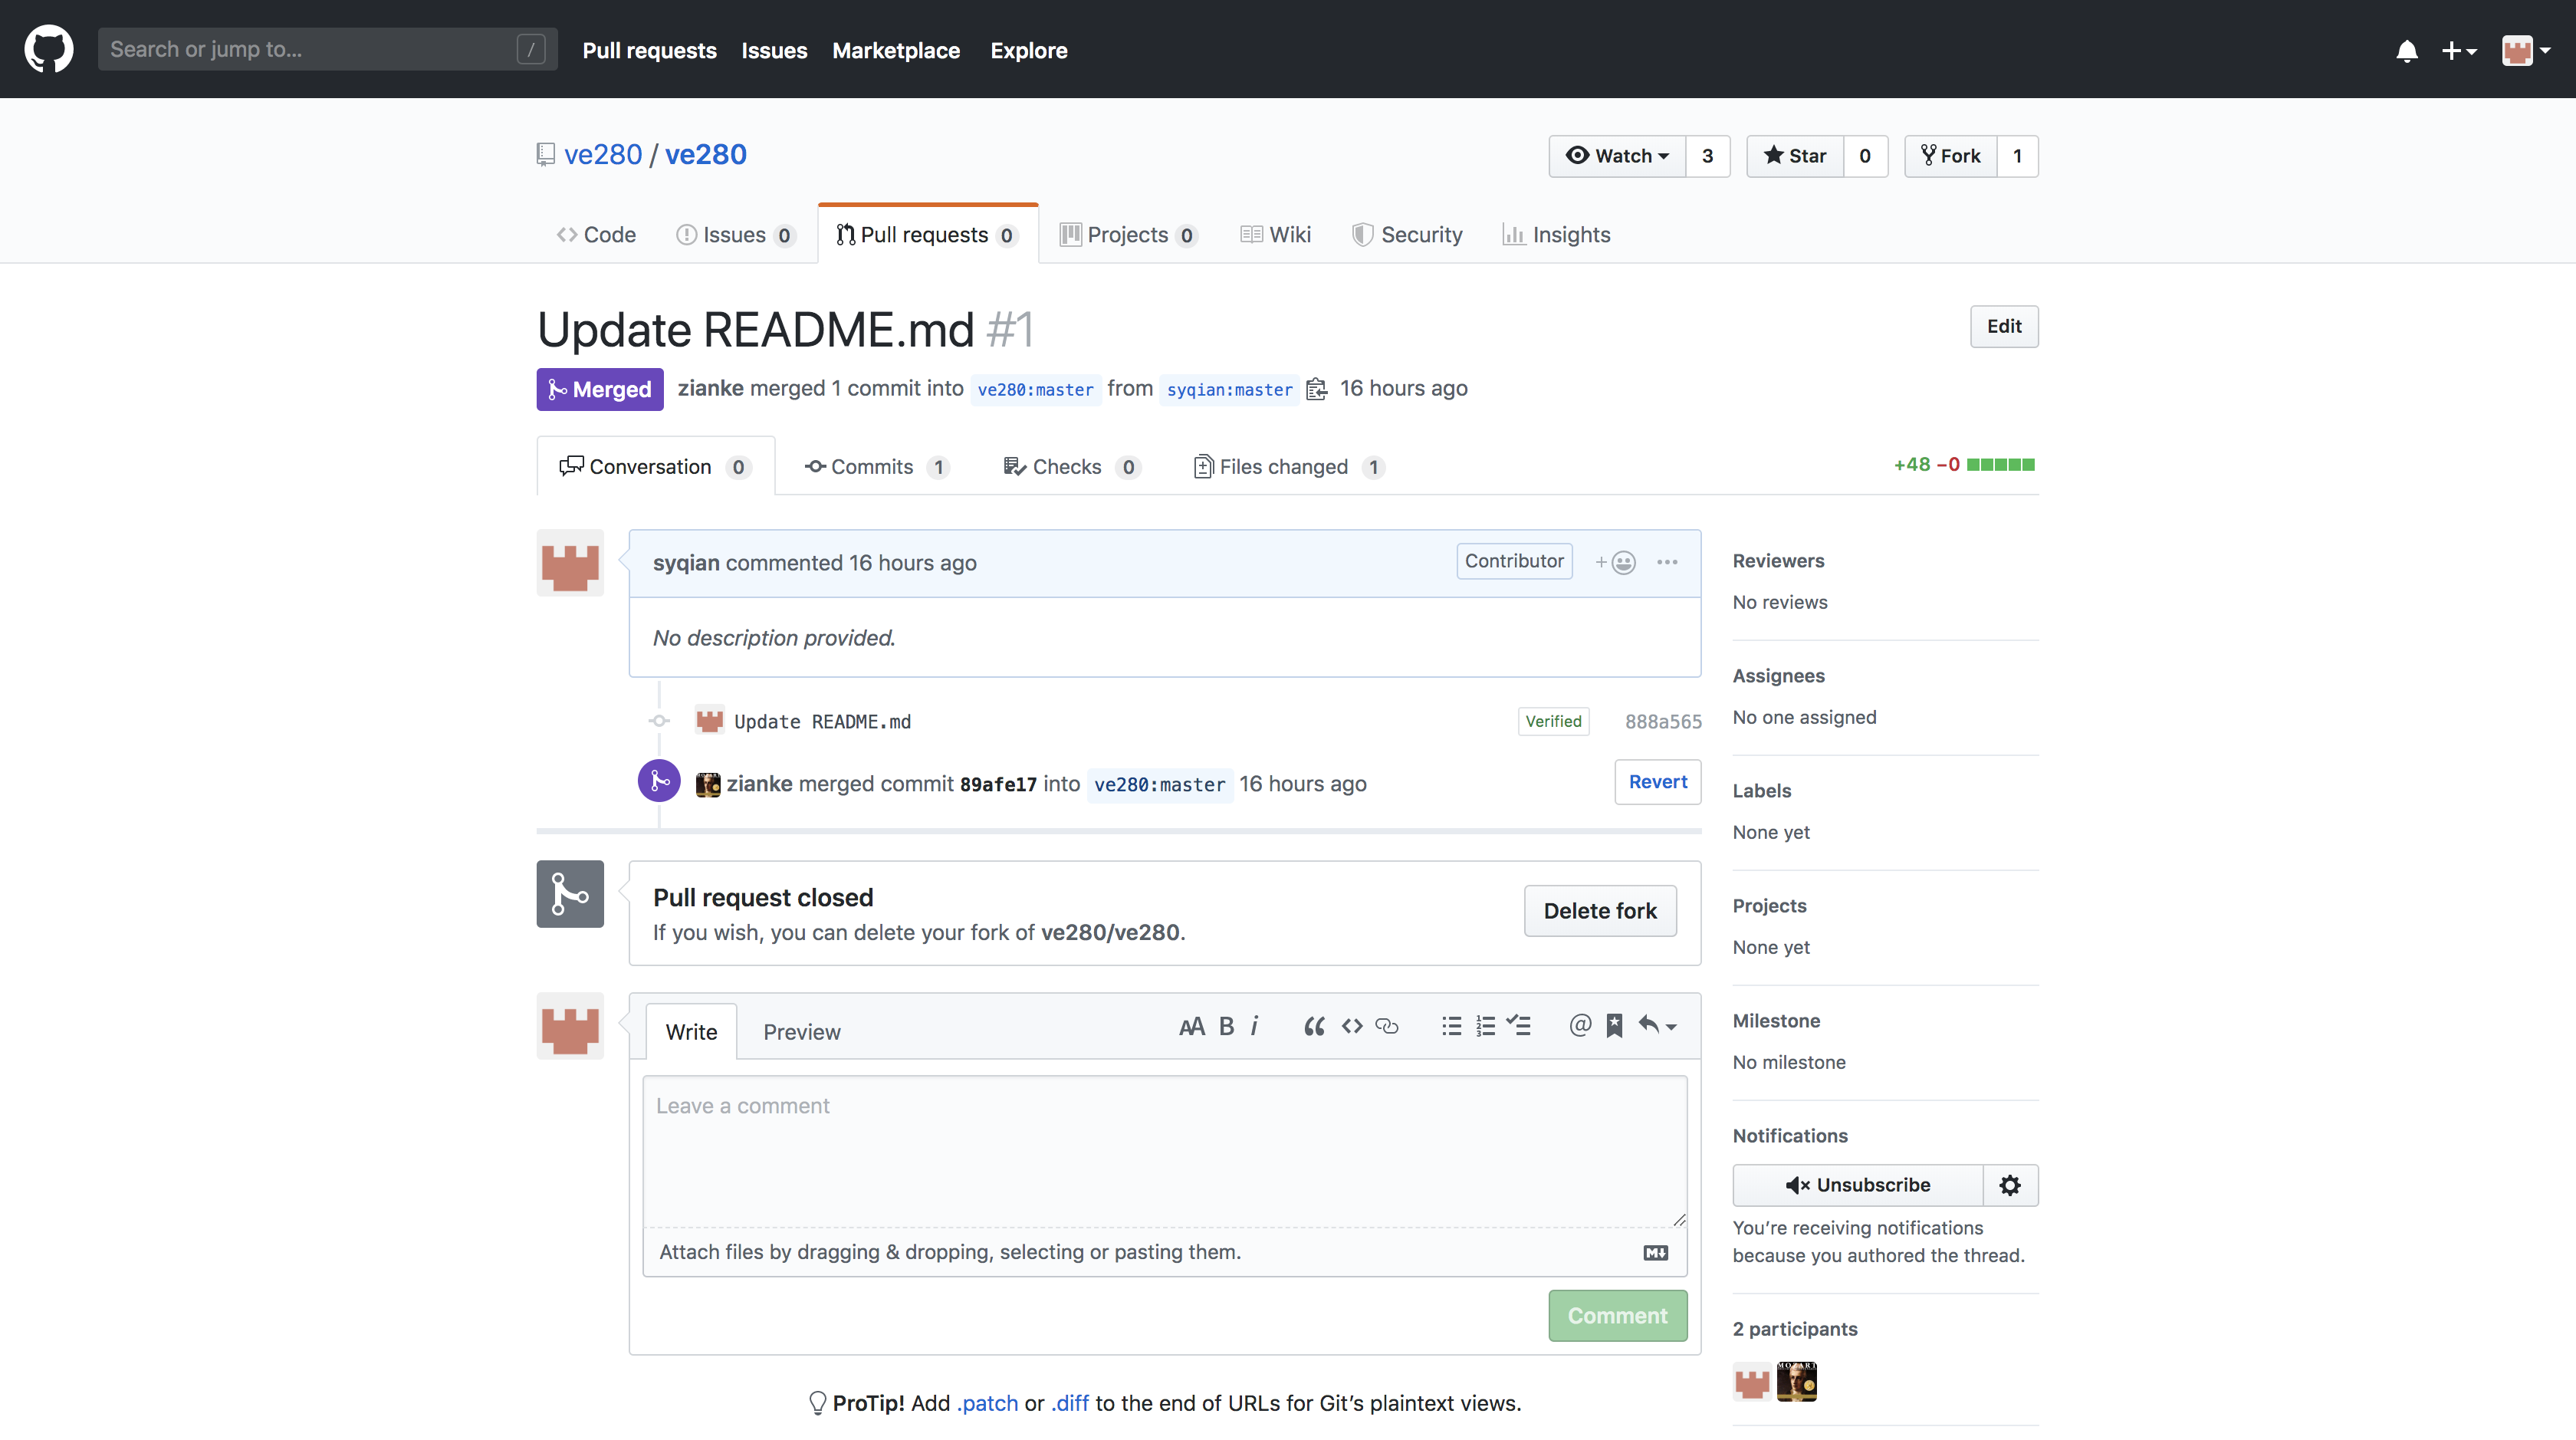 Search or jump to... /
Pull requests Issues Marketplace Explore
ve280 / ve280
Watch 3 Star 0 Fork 1
Code Issues 0 Pull requests 0 Projects 0 Wiki Security Insights
Update README.md #1
Edit
Merged zianke merged 1 commit into ve280:master from syqian:master 16 hours ago
Conversation 0 Commits 1 Checks 0 Files changed 1
+48 −0
syqian commented 16 hours ago
Contributor
No description provided.
Update README.md
Verified 888a565
zianke merged commit 89afe17 into ve280:master 16 hours ago
Revert
Pull request closed
If you wish, you can delete your fork of ve280/ve280.
Delete fork
Write Preview
Leave a comment
Attach files by dragging & dropping, selecting or pasting them.
Comment
ProTip! Add .patch or .diff to the end of URLs for Git’s plaintext views.
Reviewers
No reviews
Assignees
No one assigned
Labels
None yet
Projects
None yet
Milestone
No milestone
Notifications
Unsubscribe
You’re receiving notifications
because you authored the thread.
2 participants
MOZART